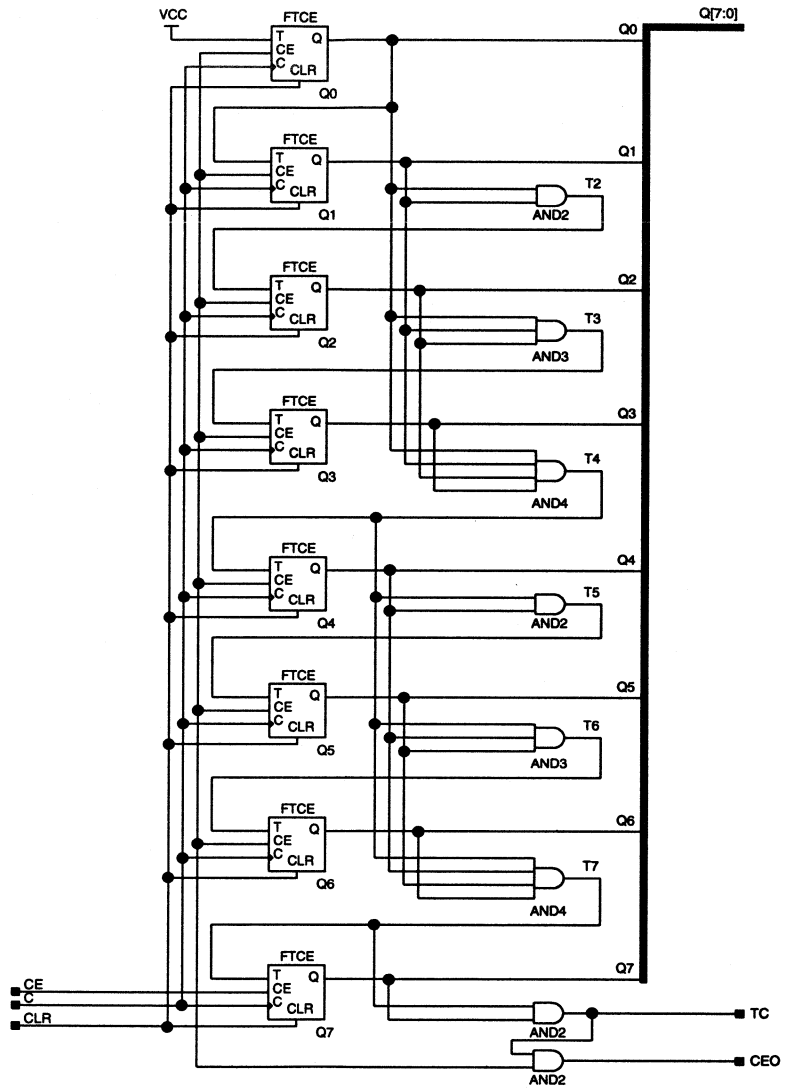 VCC
FTCE
Q[7:0]
T
Q
Q0
CE
C
CLR
Q0
FTCE
T
Q
Q1
CE
C
CLR
T2
Q1
AND2
FTCE
T
Q
Q2
CE
C
CLR
T3
Q2
AND3
FTCE
T
Q
Q3
CE
C
CLR
T4
Q3
AND4
FTCE
T
Q
Q4
CE
C
CLR
T5
Q4
AND2
FTCE
T
Q
Q5
CE
C
CLR
T6
Q5
AND3
FTCE
T
Q
Q6
CE
C
CLR
T7
Q6
AND4
FTCE
T
Q
Q7
CE
CE
C
C
CLR
CLR
Q7
AND2
TC
CEO
AND2